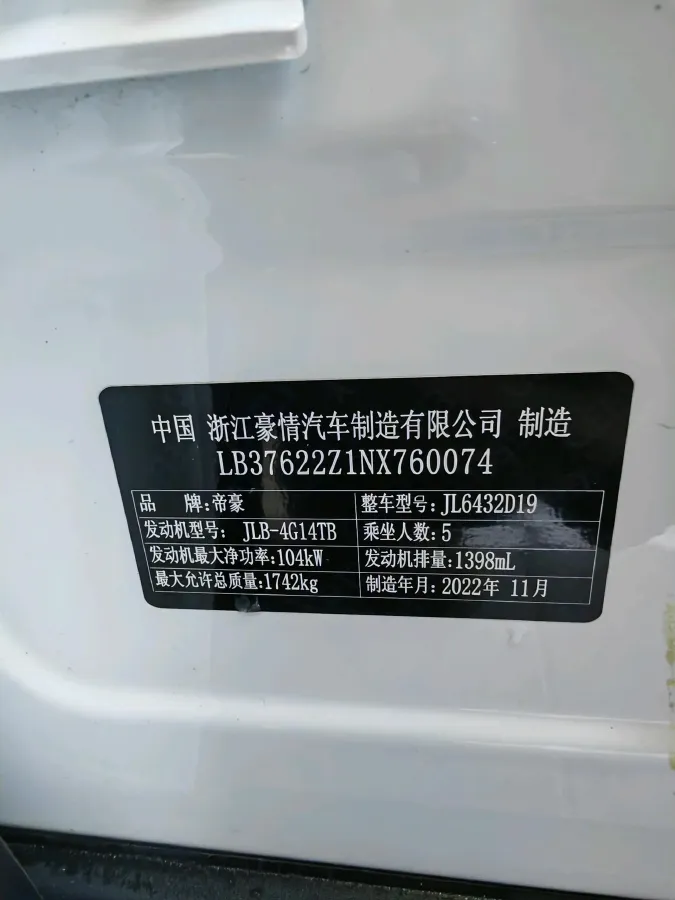 中国 浙江豪情汽车制造有限公司 制造
LB37622Z1NX760074
品 牌:帝豪 整车型号:JL6432D19
发动机型号: JLB-4G14TB 乘坐人数:5
发动机最大净功率:104kW 发动机排量:1398mL
最大允许总质量:1742kg 制造年月:2022年 11月